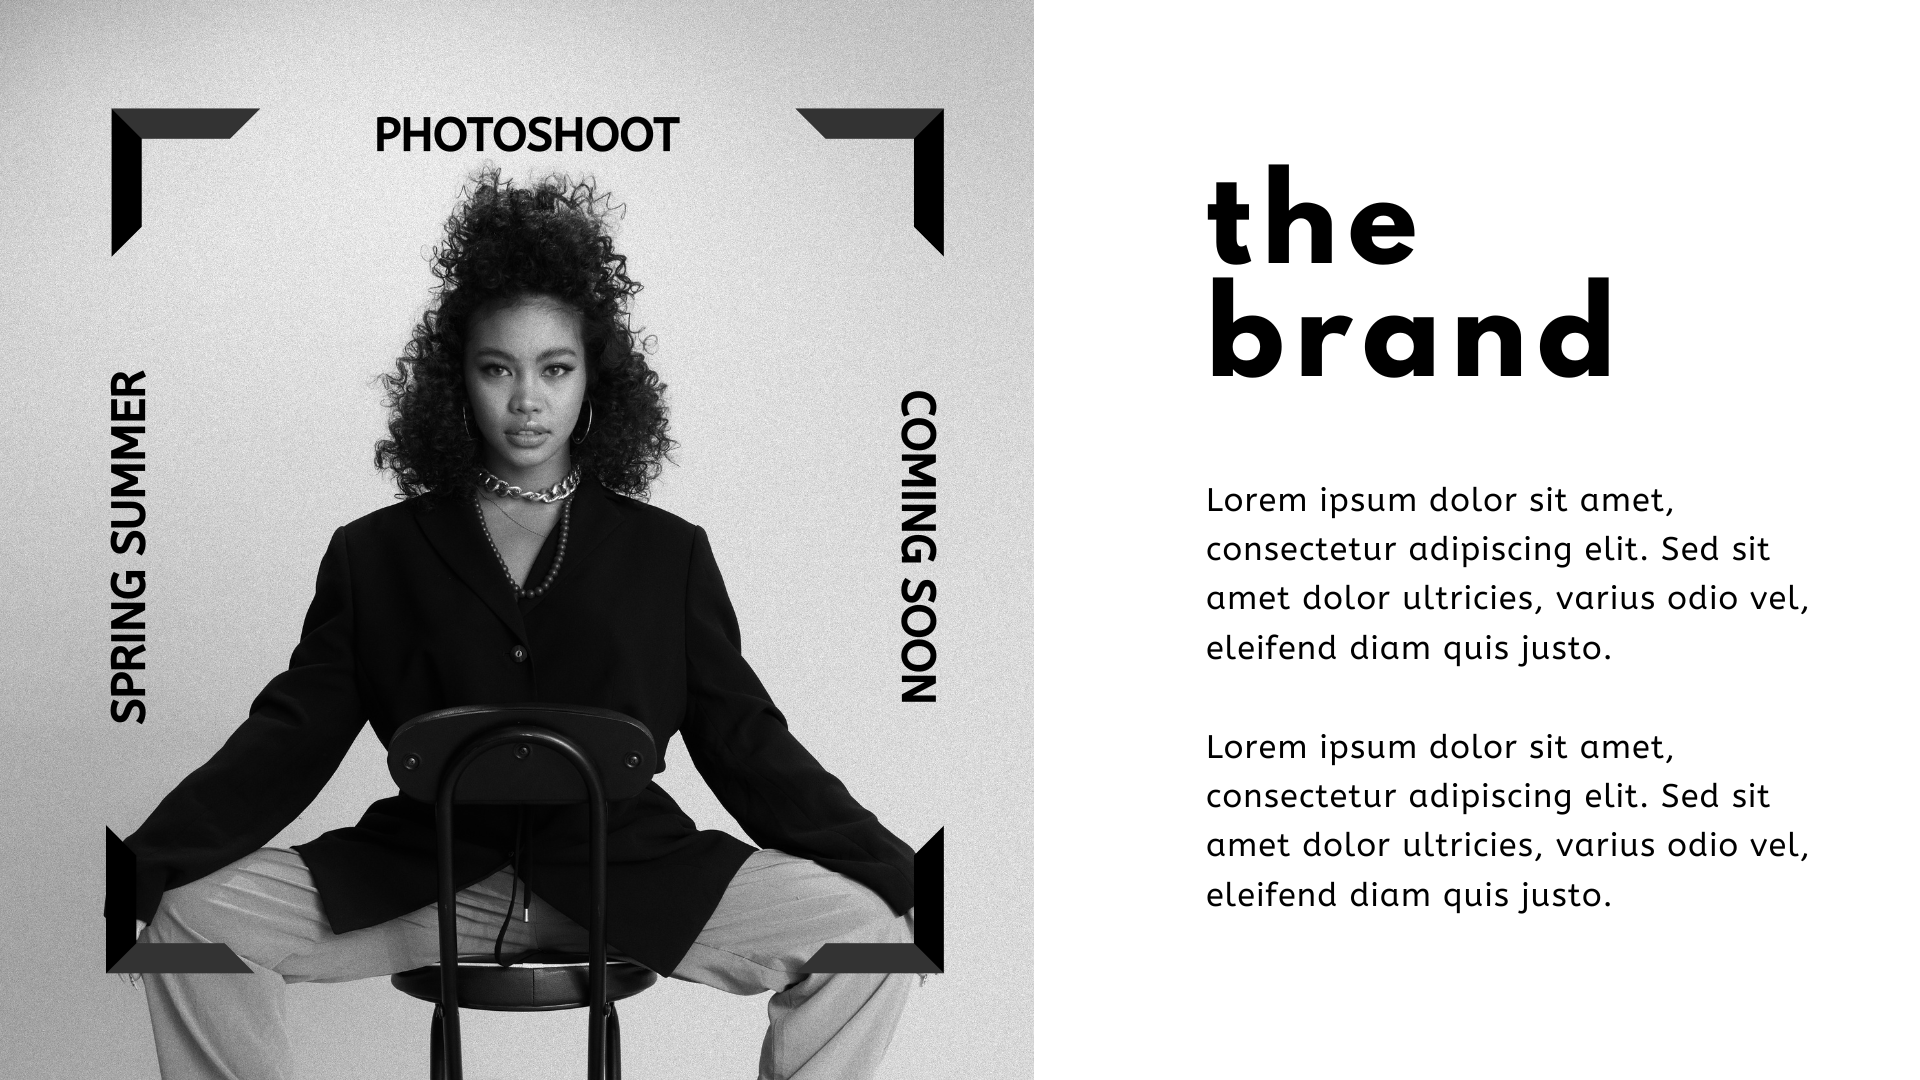 PHOTOSHOOT
SPRING SUMMER
COMING SOON
the
brand
Lorem ipsum dolor sit amet,
consectetur adipiscing elit. Sed sit
amet dolor ultricies, varius odio vel,
eleifend diam quis justo.
Lorem ipsum dolor sit amet,
consectetur adipiscing elit. Sed sit
amet dolor ultricies, varius odio vel,
eleifend diam quis justo.